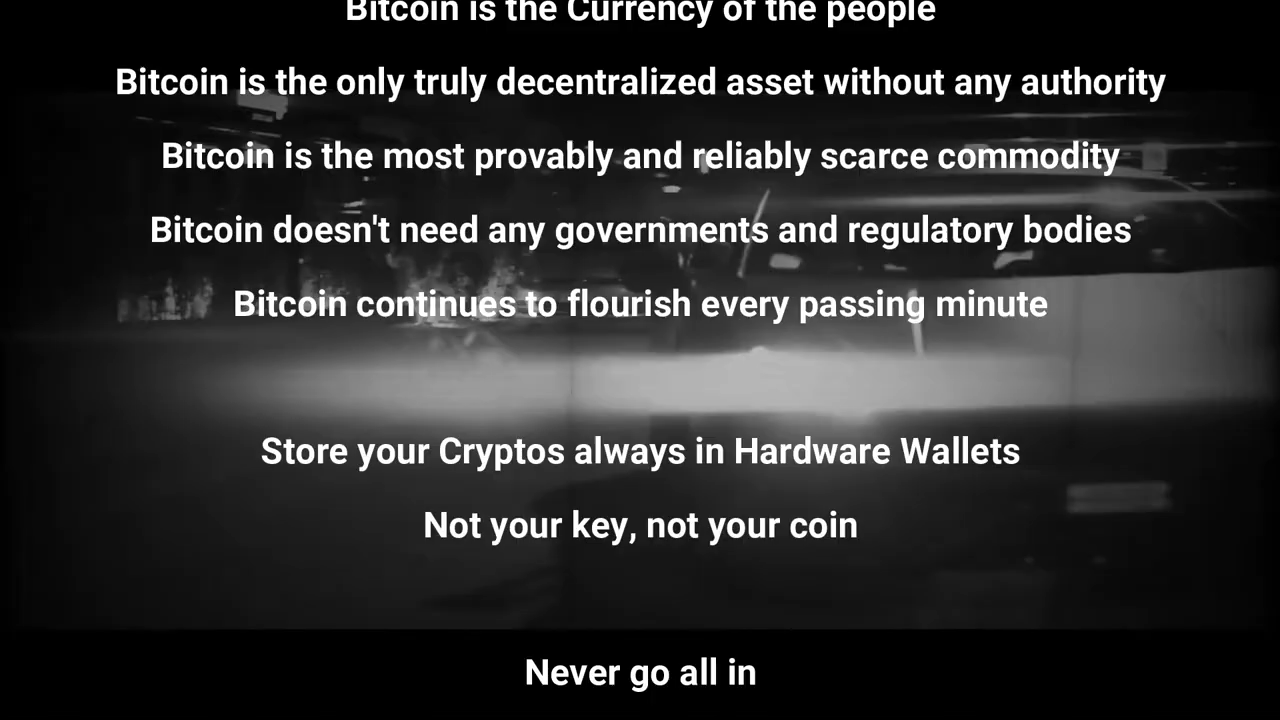 Bitcoin is the Currency of the people
Bitcoin is the only truly decentralized asset without any authority
Bitcoin is the most provably and reliably scarce commodity
Bitcoin doesn't need any governments and regulatory bodies
Bitcoin continues to flourish every passing minute
Store your Cryptos always in Hardware Wallets
Not your key, not your coin
Never go all in